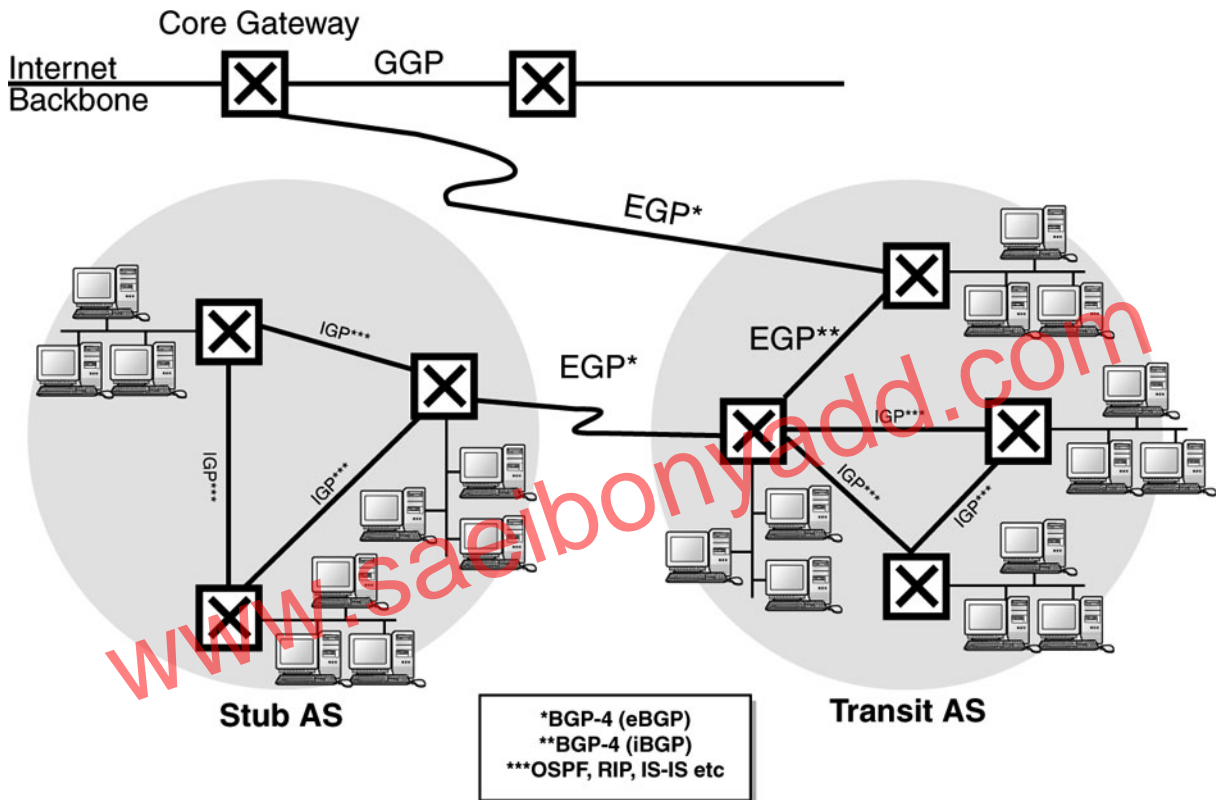 Core Gateway
Internet
Backbone
GGP
EGP*
EGP**
IGP***
EGP*
IGP***
IGP***
IGP***
IGP***
IGP***
www.saeibonyadd.com
Stub AS
Transit AS
*BGP-4 (eBGP)
**BGP-4 (iBGP)
***OSPF, RIP, IS-IS etc